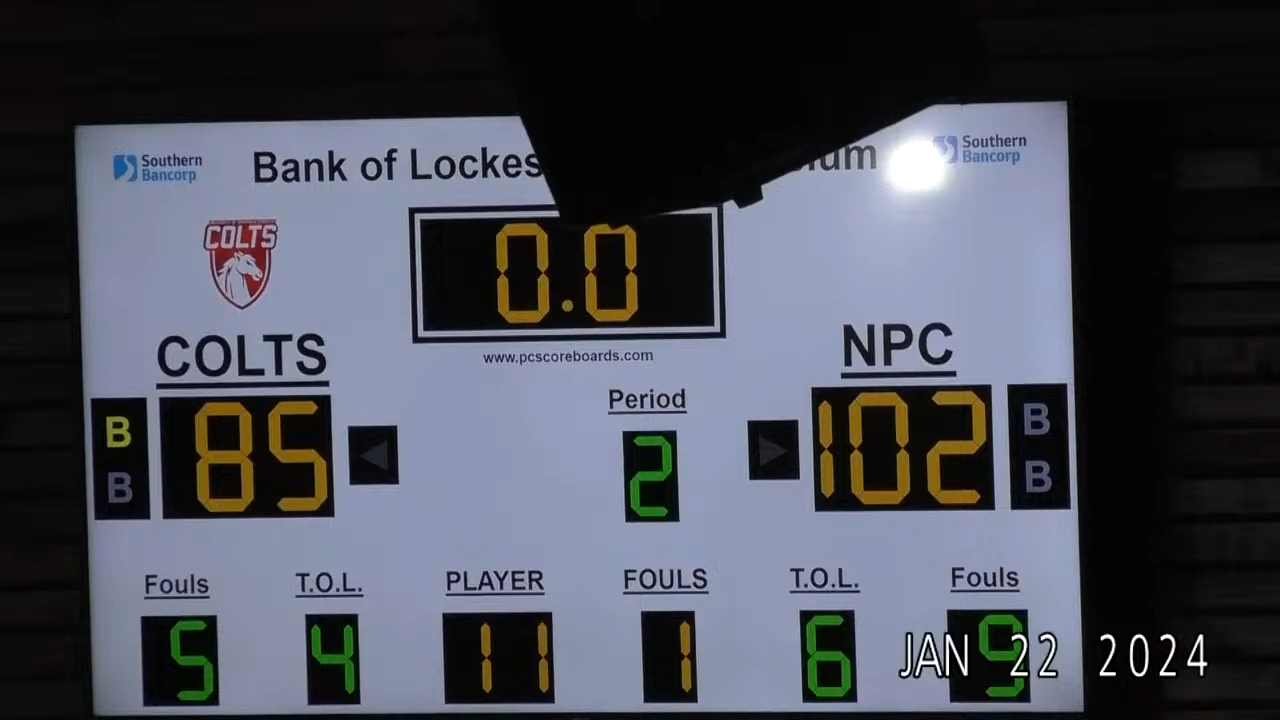 Southern
Bancorp
Bank of Lockes
ium
Southern
Bancorp
COLTS
0.0
www.pcscoreboards.com
COLTS
NPC
B
B
85
Period
2
102
B
B
Fouls
T.O.L.
PLAYER
FOULS
T.O.L.
Fouls
5
4
11
1
6
9
JAN 22 2024